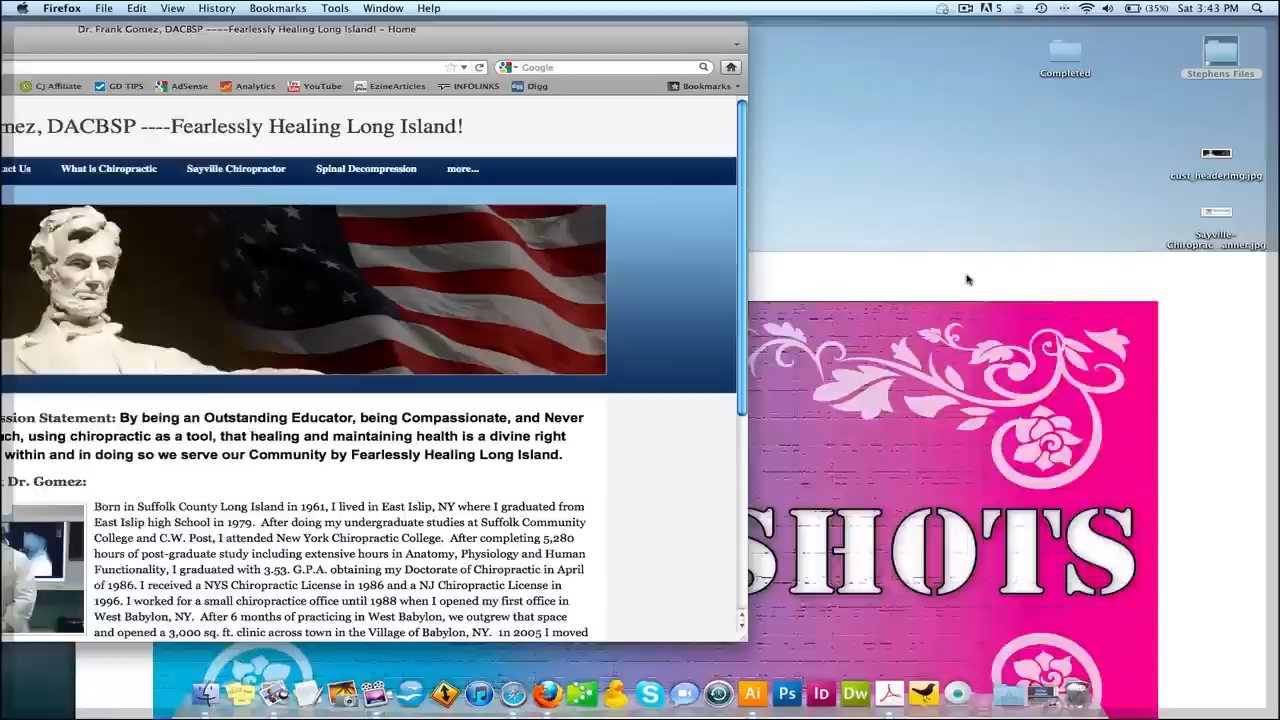 Firefox File Edit View History Bookmarks Tools Window Help
5 (35%) Sat 3:43 PM
Dr. Frank Gomez, DACBSP ----Fearlessly Healing Long Island! - Home
Google
CJ Affiliate GD TIPS AdSense Analytics YouTube EzineArticles INFOLINKS Digg Bookmarks
mez, DACBSP ----Fearlessly Healing Long Island!
act Us What is Chiropractic Sayville Chiropractor Spinal Decompression more...
ssion Statement: By being an Outstanding Educator, being Compassionate, and Never
ch, using chiropractic as a tool, that healing and maintaining health is a divine right
within and in doing so we serve our Community by Fearlessly Healing Long Island.
t Dr. Gomez:
Born in Suffolk County Long Island in 1961, I lived in East Islip, NY where I graduated from
East Islip high School in 1979. After doing my undergraduate studies at Suffolk Community
College and C.W. Post, I attended New York Chiropractic College. After completing 5,280
hours of post-graduate study including extensive hours in Anatomy, Physiology and Human
Functionality, I graduated with 3.53. G.P.A. obtaining my Doctorate of Chiropractic in April
of 1986. I received a NYS Chiropractic License in 1986 and a NJ Chiropractic License in
1996. I worked for a small chiropractic office until 1988 when I opened my first office in
West Babylon, NY. After 6 months of practicing in West Babylon, we outgrew that space
and opened a 3,000 sq. ft. clinic across town in the Village of Babylon, NY. in 2005 I moved
Completed
Stephens Files
cust_headerimg.jpg
Sayville-
Chiroprac...anner.jpg
SHOTS
Ai Ps Id Dw